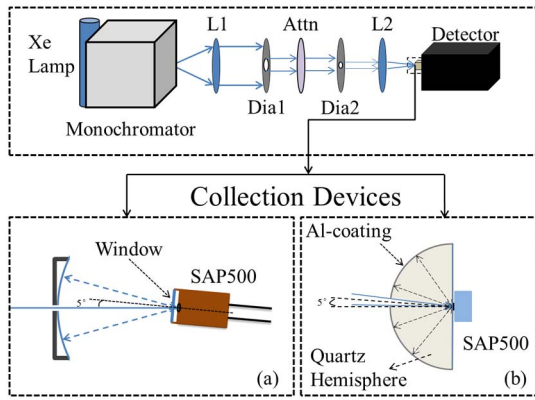 Xe
Lamp
Monochromator
L1
Dia1
Attn
Dia2
L2
Detector
Collection Devices
Window
SAP500
5°
(a)
Al-coating
5°
SAP500
Quartz
Hemisphere
(b)